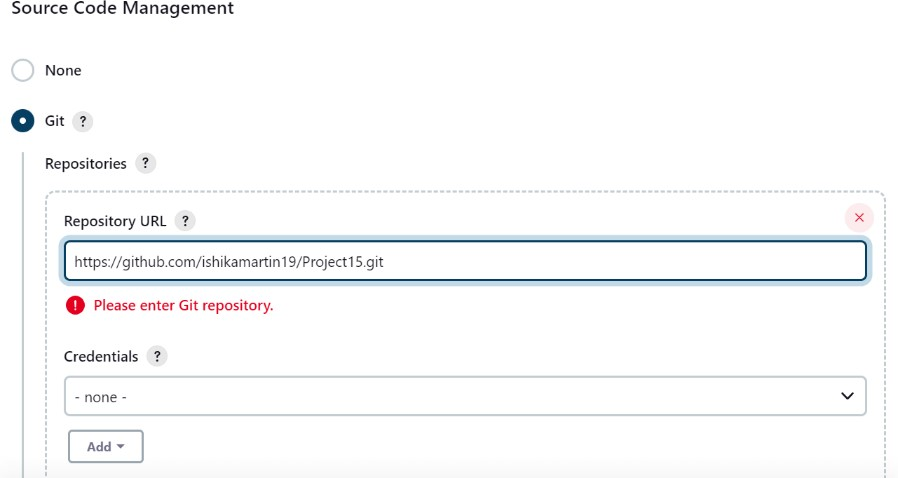 Source Code Management
None
Git ?
Repositories ?
Repository URL ?
https://github.com/ishikamartin19/Project15.git
Please enter Git repository.
Credentials ?
- none -
Add